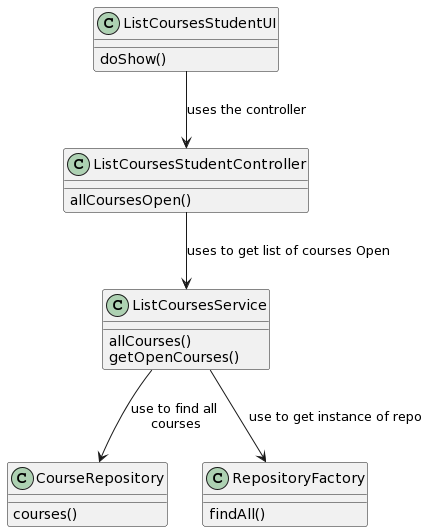 C ListCoursesStudentUI
doShow()
uses the controller
C ListCoursesStudentController
allCoursesOpen()
uses to get list of courses Open
C ListCoursesService
allCourses()
getOpenCourses()
use to find all
courses
use to get instance of repo
C CourseRepository
courses()
C RepositoryFactory
findAll()